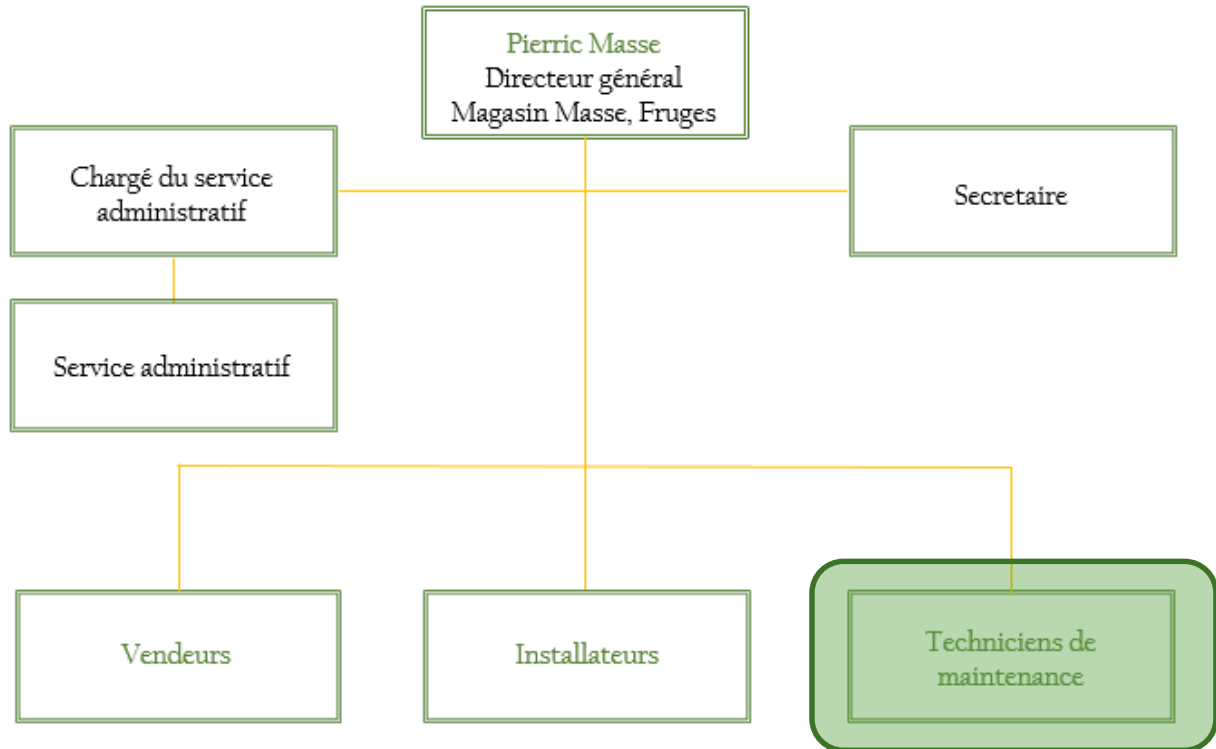 Pierric Masse
Directeur général
Magasin Masse, Fruges
Chargé du service
administratif
Secretaire
Service administratif
Vendeurs
Installateurs
Techniciens de
maintenance